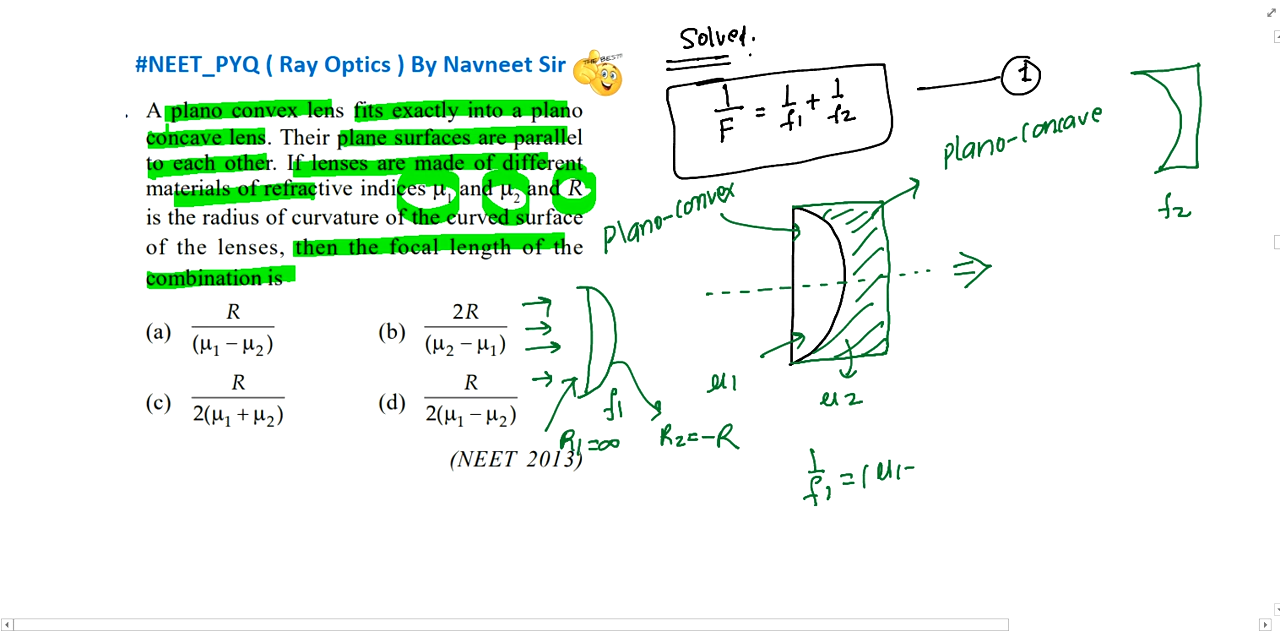 #NEET_PYQ ( Ray Optics ) By Navneet Sir
THE BEST!
A plano convex lens fits exactly into a plano
concave lens. Their plane surfaces are parallel
to each other. If lenses are made of different
materials of refractive indices μ₁ and μ₂ and R
is the radius of curvature of the curved surface
of the lenses, then the focal length of the
combination is
(a) R/(μ₁ − μ₂) (b) 2R/(μ₂ − μ₁)
(c) R/2(μ₁ + μ₂) (d) R/2(μ₁ − μ₂)
(NEET 2013)
Solved.
1/F = 1/f₁ + 1/f₂
1
plano-concave
f₂
plano-convex
f₁
R₁=∞
R₂=-R
μ₁
μ₂
1/f₁ = (μ₁-